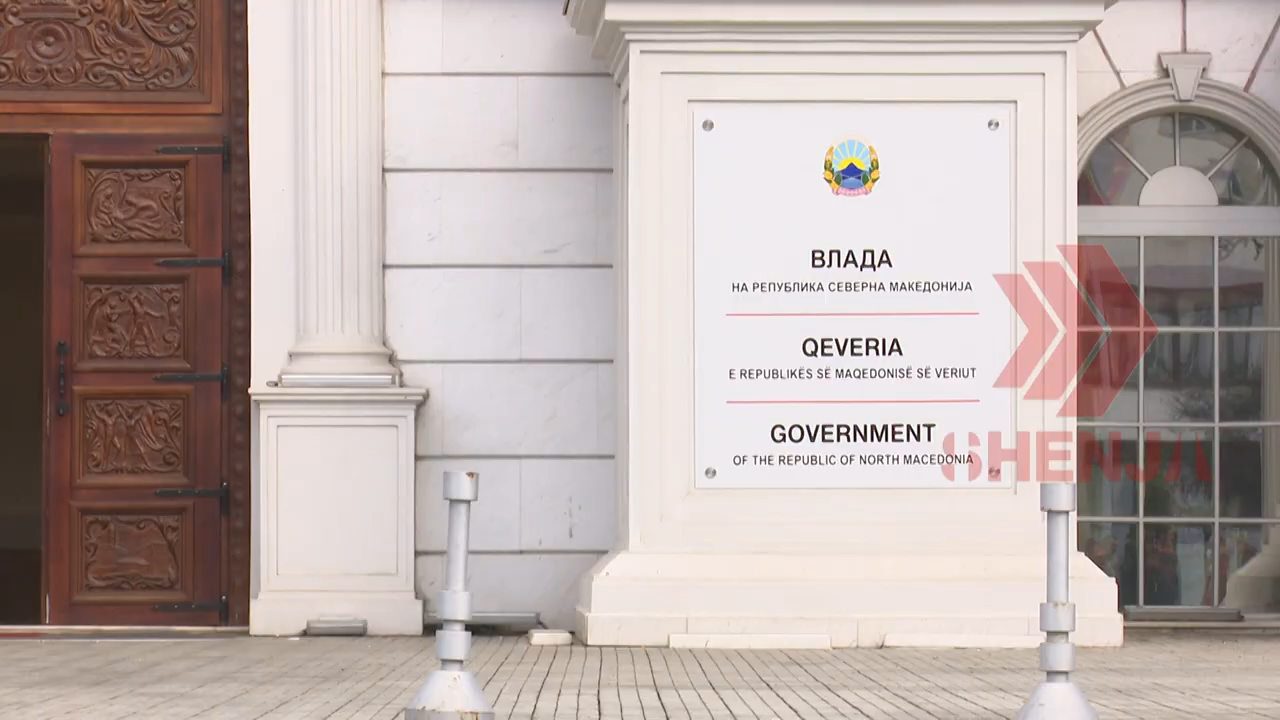 ВЛАДА
НА РЕПУБЛИКА СЕВЕРНА МАКЕДОНИЈА
QEVERIA
E REPUBLIKËS SË MAQEDONISË SË VERIUT
GOVERNMENT
OF THE REPUBLIC OF NORTH MACEDONIA
SHENJA